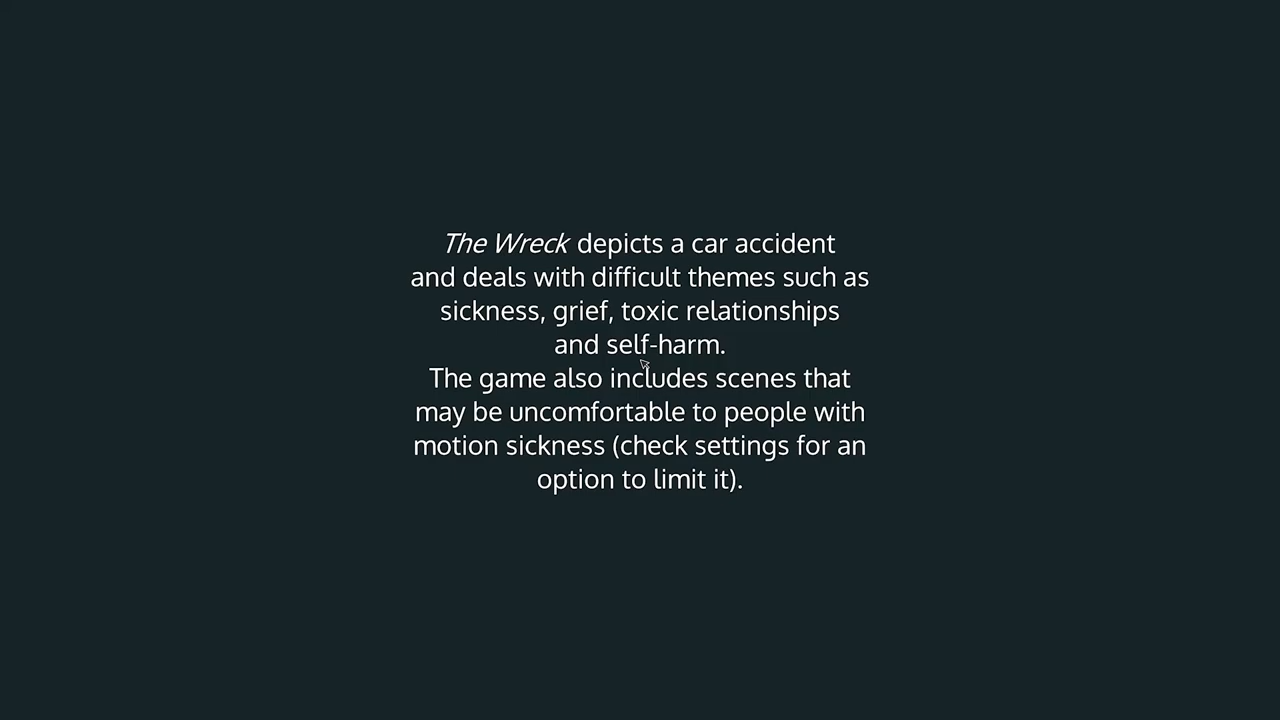 The Wreck depicts a car accident
and deals with difficult themes such as
sickness, grief, toxic relationships
and self-harm.
The game also includes scenes that
may be uncomfortable to people with
motion sickness (check settings for an
option to limit it).